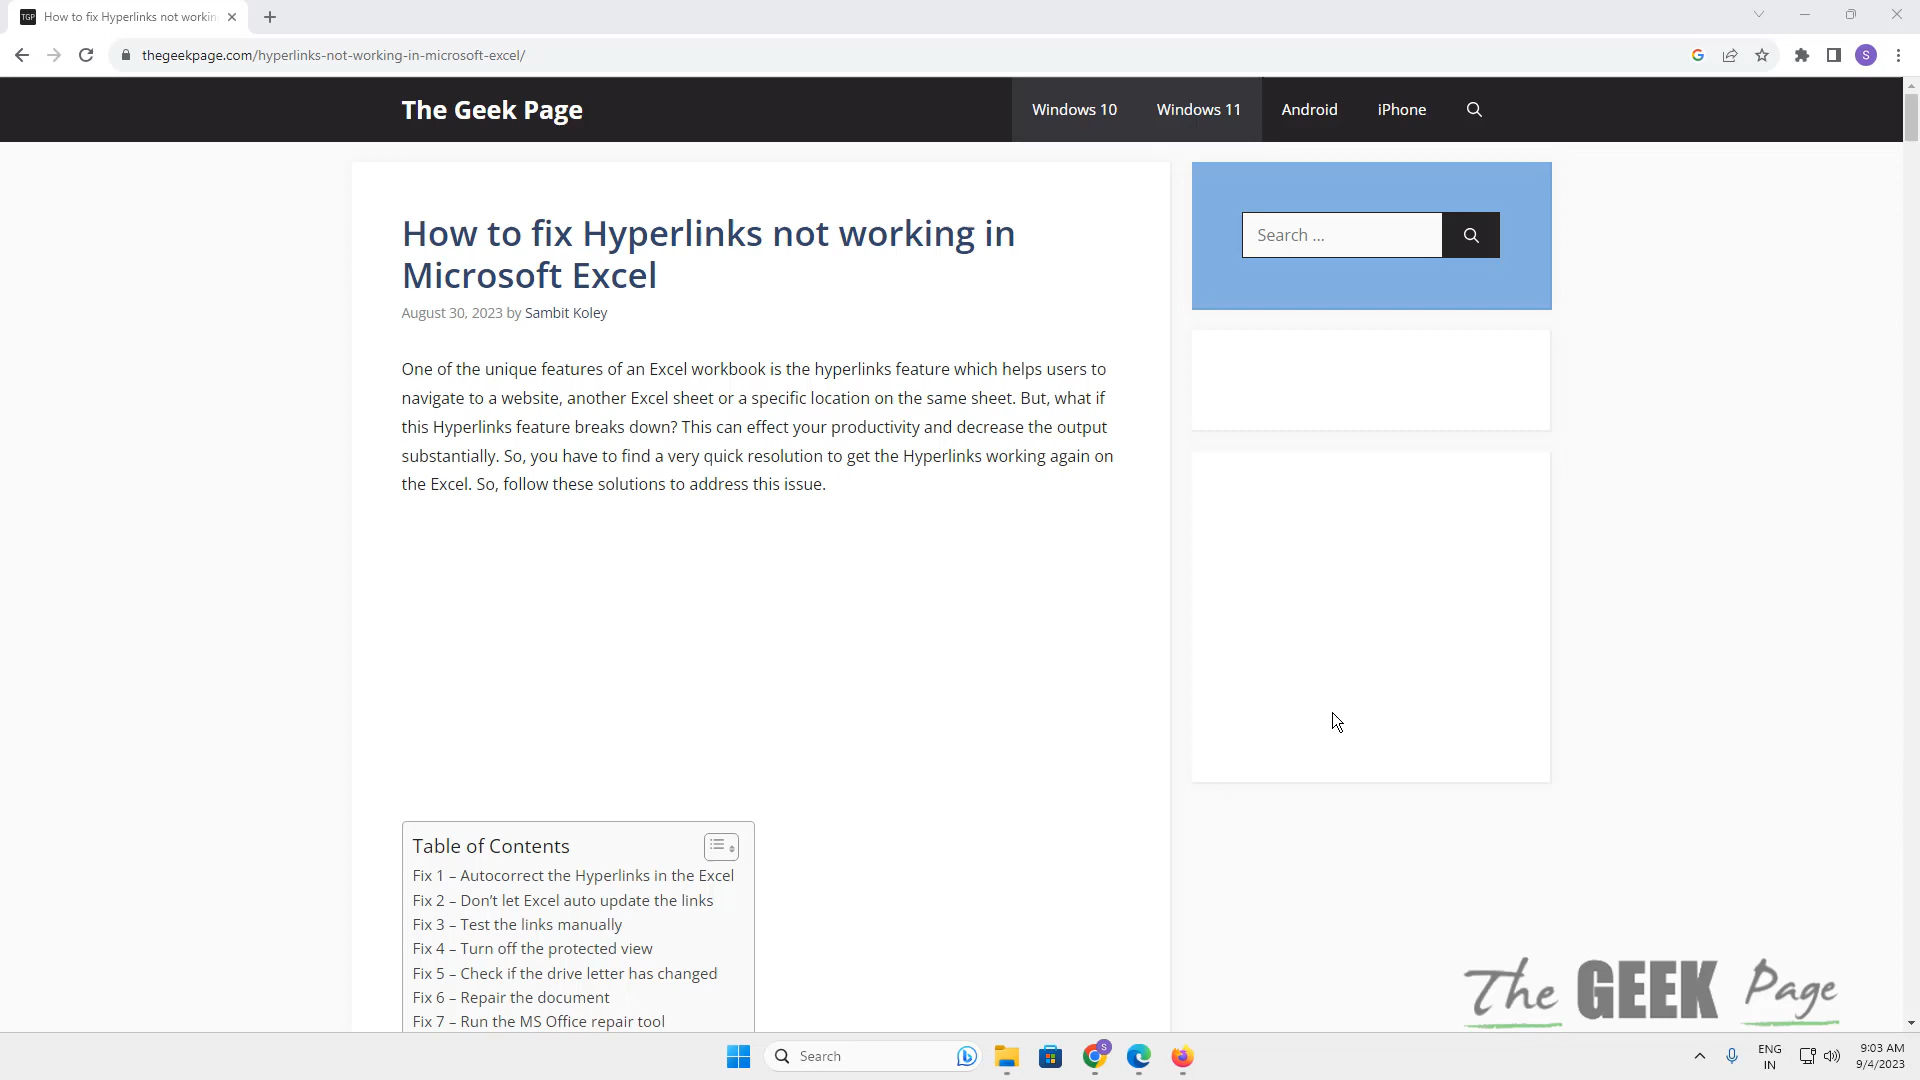 TGP How to fix Hyperlinks not workin
thegeekpage.com/hyperlinks-not-working-in-microsoft-excel/
S
The Geek Page
Windows 10
Windows 11
Android
iPhone
How to fix Hyperlinks not working in
Microsoft Excel
August 30, 2023 by Sambit Koley
One of the unique features of an Excel workbook is the hyperlinks feature which helps users to
navigate to a website, another Excel sheet or a specific location on the same sheet. But, what if
this Hyperlinks feature breaks down? This can effect your productivity and decrease the output
substantially. So, you have to find a very quick resolution to get the Hyperlinks working again on
the Excel. So, follow these solutions to address this issue.
Search ...
Table of Contents
Fix 1 – Autocorrect the Hyperlinks in the Excel
Fix 2 – Don't let Excel auto update the links
Fix 3 – Test the links manually
Fix 4 – Turn off the protected view
Fix 5 – Check if the drive letter has changed
Fix 6 – Repair the document
Fix 7 – Run the MS Office repair tool
The GEEK Page
Search
S
ENG
IN
9:03 AM
9/4/2023